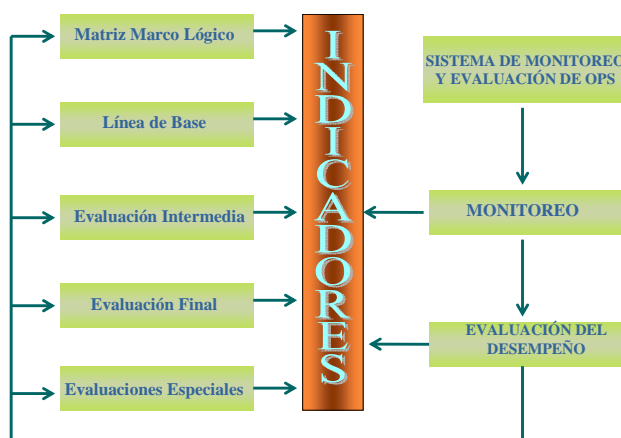 Matriz Marco Lógico
Línea de Base
Evaluación Intermedia
Evaluación Final
Evaluaciones Especiales
INDICADORES
SISTEMA DE MONITOREO
Y EVALUACIÓN DE OPS
MONITOREO
EVALUACIÓN DEL
DESEMPEÑO